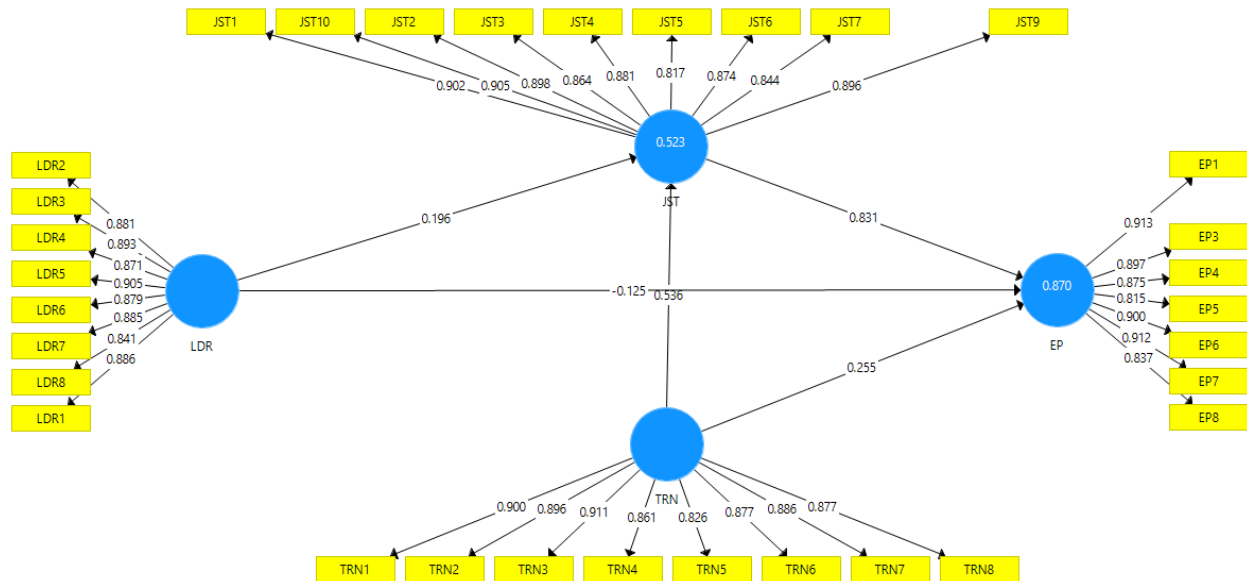 JST1
JST10
JST2
JST3
JST4
JST5
JST6
JST7
JST9
0.902
0.905
0.898
0.864
0.881
0.817
0.874
0.844
0.896
0.523
JST
LDR2
LDR3
LDR4
LDR5
LDR6
LDR7
LDR8
LDR1
0.881
0.893
0.871
0.905
0.879
0.885
0.841
0.886
LDR
0.196
0.831
-0.125
0.536
0.255
EP1
EP3
EP4
EP5
EP6
EP7
EP8
0.913
0.897
0.875
0.815
0.900
0.912
0.837
0.870
EP
TRN
0.900
0.896
0.911
0.861
0.826
0.877
0.886
0.877
TRN1
TRN2
TRN3
TRN4
TRN5
TRN6
TRN7
TRN8